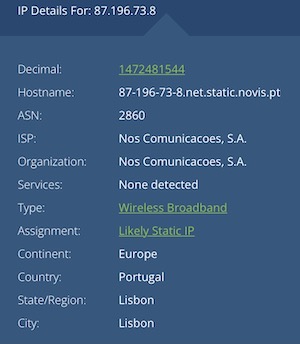 IP Details For: 87.196.73.8
Decimal: 1472481544
Hostname: 87-196-73-8.net.static.novis.pt
ASN: 2860
ISP: Nos Comunicacoes, S.A.
Organization: Nos Comunicacoes, S.A.
Services: None detected
Type: Wireless Broadband
Assignment: Likely Static IP
Continent: Europe
Country: Portugal
State/Region: Lisbon
City: Lisbon